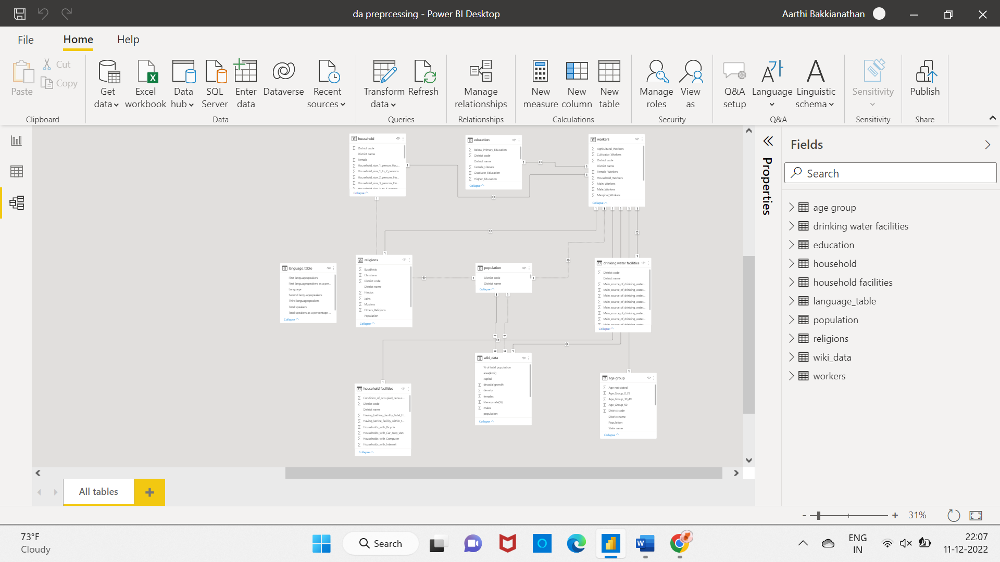 da preprcessing - Power BI Desktop
Aarthi Bakkianathan
File
Home
Help
Paste
Cut
Copy
Clipboard
Get data
Excel workbook
Data hub
SQL Server
Enter data
Dataverse
Recent sources
Data
Transform data
Refresh
Queries
Manage relationships
Relationships
New measure
New column
New table
Calculations
Manage roles
View as
Security
Q&A setup
Language
Linguistic schema
Q&A
Sensitivity
Sensitivity
Publish
Share
household
District code
District name
Female
Household_size_1_person_Hou...
Household_size_1_to_2_persons
Household_size_2_persons_Ho...
Household_size_3_persons_Ho...
Collapse
education
Below_Primary_Education
District code
District name
Female_Literate
Graduate_Education
Higher_Education
Collapse
workers
Agricultural_Workers
Cultivator_Workers
District code
District name
Female_Workers
Household_Workers
Main_Workers
Male_Workers
Marginal_Workers
Collapse
language_table
First languagespeakers
First languagespeakers as a per...
Language
Second languagespeakers
Third languagespeakers
Total speakers
Total speakers as a percentage ...
Collapse
religions
Buddhists
Christians
District code
District name
Hindus
Jains
Muslims
Others_Religions
Population
Collapse
population
District code
District name
Collapse
drinking water facilities
District code
District name
Main_source_of_drinking_water...
Main_source_of_drinking_water...
Main_source_of_drinking_water...
Main_source_of_drinking_water...
Main_source_of_drinking_water...
Main_source_of_drinking_water...
Main_source_of_drinking_water...
Collapse
household facilities
Condition_of_occupied_census...
District code
District name
Having_bathing_facility_Total_H...
Having_latrine_facility_within_t...
Households_with_Bicycle
Households_with_Car_Jeep_Van
Households_with_Computer
Households_with_Internet
Collapse
wiki_data
% of total population
area(km2)
capital
decadal growth
density
females
literacy rate(%)
males
population
Collapse
age group
Age not stated
Age_Group_0_29
Age_Group_30_49
Age_Group_50
District code
District name
Population
State name
Collapse
Properties
Fields
Search
age group
drinking water facilities
education
household
household facilities
language_table
population
religions
wiki_data
workers
All tables
- + 31%
73°F
Cloudy
Search
ENG
IN
22:07
11-12-2022